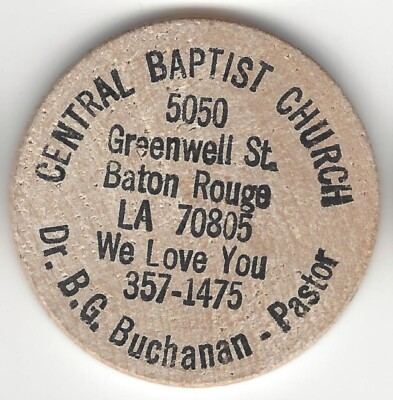 CENTRAL BAPTIST CHURCH
5050
Greenwell St.
Baton Rouge
LA 70805
We Love You
357-1475
Dr. B.G. Buchanan - Pastor